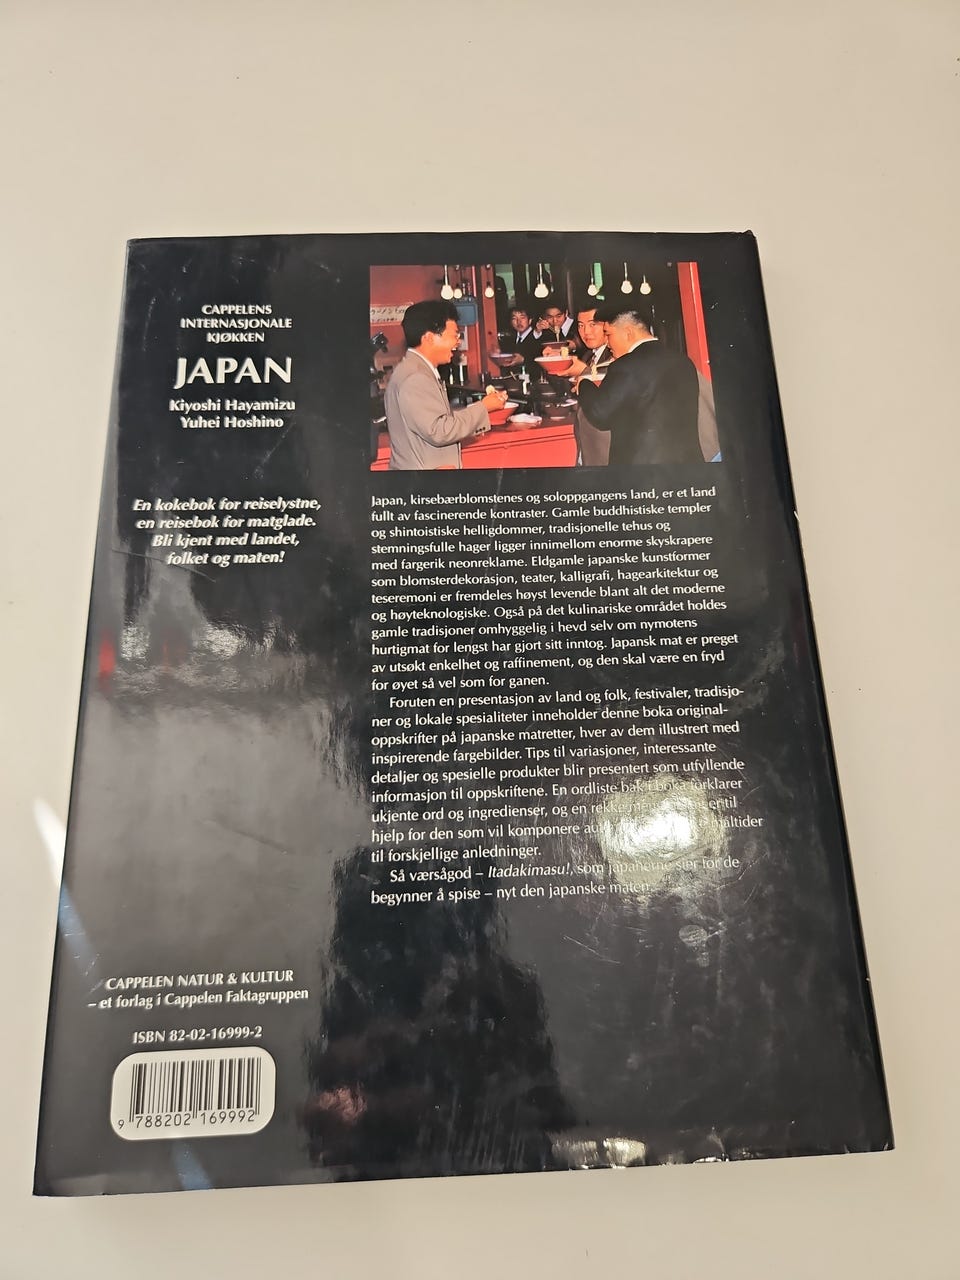 CAPPELENS
INTERNASJONALE
KJØKKEN
JAPAN
Kiyoshi Hayamizu
Yuhei Hoshino
En kokebok for reiselystne,
en reisebok for matglade.
Bli kjent med landet,
folket og maten!
Japan, kirsebærblomstenes og soloppgangens land, er et land
fullt av fascinerende kontraster. Gamle buddhistiske templer
og shintoistiske helligdommer, tradisjonelle tehus og
stemningsfulle hager ligger innimellom enorme skyskrapere
med fargerik neonreklame. Eldgamle japanske kunstformer
som blomsterdekorasjon, teater, kalligrafi, hagearkitektur og
teseremoni er fremdeles høyst levende blant alt det moderne
og høyteknologiske. Også på det kulinariske området holdes
gamle tradisjoner omhyggelig i hevd selv om nymotens
hurtigmat for lengst har gjort sitt inntog. Japansk mat er preget
av utsøkt enkelhet og raffinement, og den skal være en fryd
for øyet så vel som for ganen.
Foruten en presentasjon av land og folk, festivaler, tradisjo-
ner og lokale spesialiteter inneholder denne boka original-
oppskrifter på japanske matretter, hver av dem illustrert med
inspirerende fargebilder. Tips til variasjoner, interessante
detaljer og spesielle produkter blir presentert som utfyllende
informasjon til oppskriftene. En ordliste bak i boka forklarer
ukjente ord og ingredienser, og en rekke er til
hjelp for den som vil komponere måltider
til forskjellige anledninger.
Så værsågod – Itadakimasu!, som japanerne sier før de
begynner å spise – nyt den japanske maten.
CAPPELEN NATUR & KULTUR
– et forlag i Cappelen Faktagruppen
ISBN 82-02-16999-2
9 788202 169992